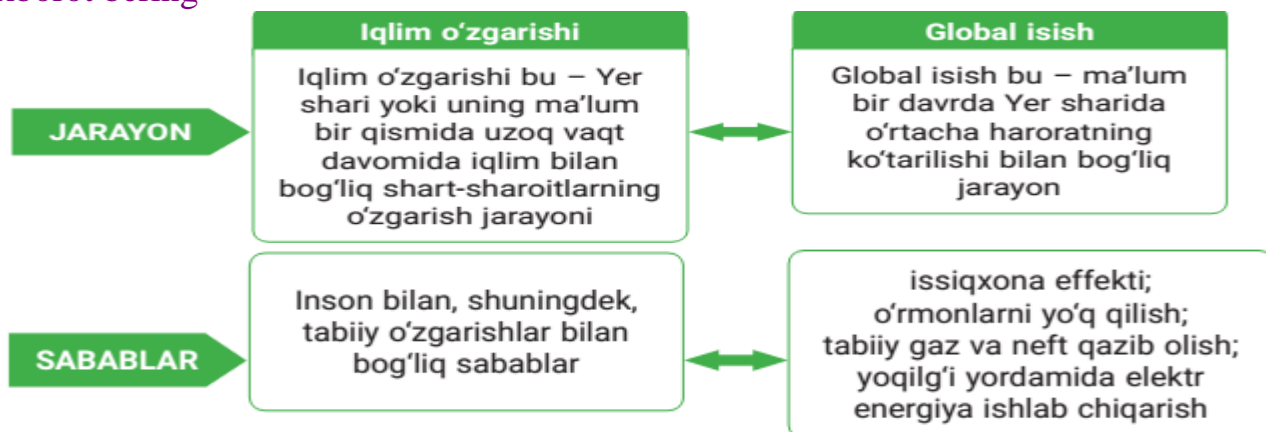 Iqlim o‘zgarishi
Global isish
JARAYON
Iqlim o‘zgarishi bu – Yer
shari yoki uning ma’lum
bir qismida uzoq vaqt
davomida iqlim bilan
bog‘liq shart-sharoitlarning
o‘zgarish jarayoni
Global isish bu – ma’lum
bir davrda Yer sharida
o‘rtacha haroratning
ko‘tarilishi bilan bog‘liq
jarayon
SABABLAR
Inson bilan, shuningdek,
tabiiy o‘zgarishlar bilan
bog‘liq sabablar
issiqxona effekti;
o‘rmonlarni yo‘q qilish;
tabiiy gaz va neft qazib olish;
yoqilg‘i yordamida elektr
energiya ishlab chiqarish